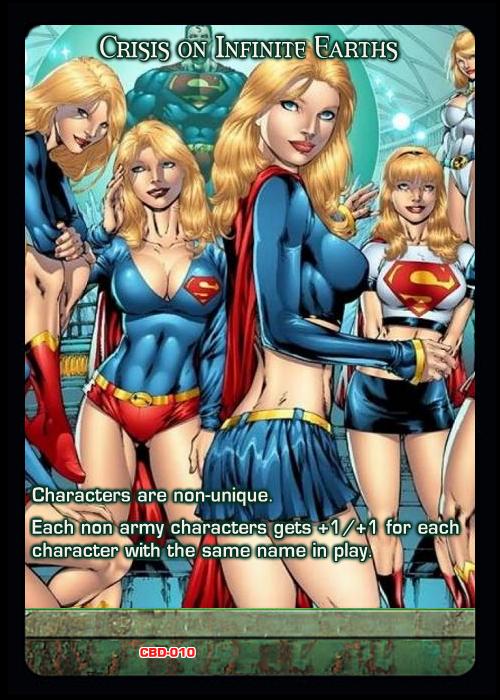 Crisis on Infinite Earths
S
S
Characters are non-unique.
Each non army characters gets +1/+1 for each
character with the same name in play.
CBD-010